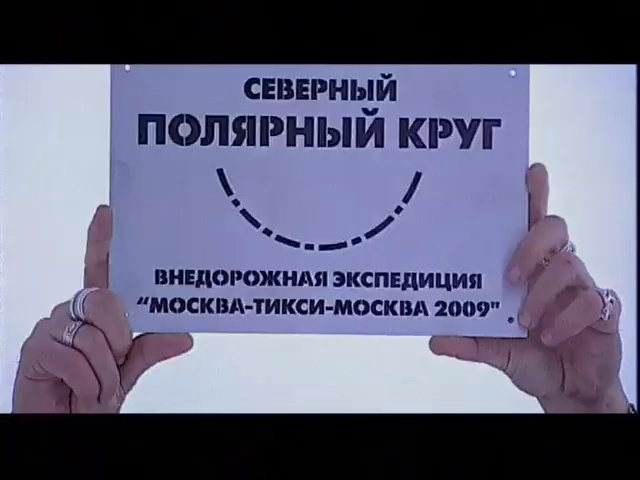 СЕВЕРНЫЙ
ПОЛЯРНЫЙ КРУГ
ВНЕДОРОЖНАЯ ЭКСПЕДИЦИЯ
“МОСКВА-ТИКСИ-МОСКВА 2009"